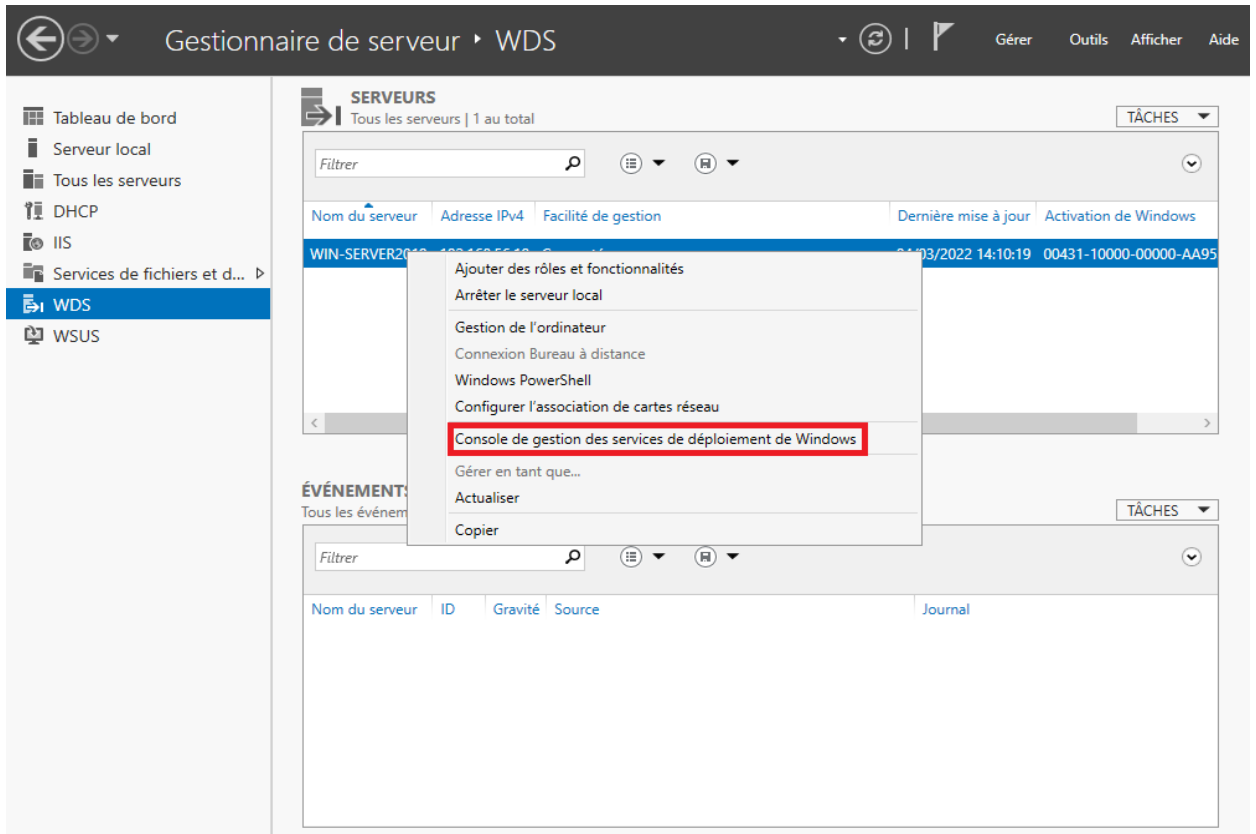 Gestionnaire de serveur ‣ WDS
Gérer Outils Afficher Aide
Tableau de bord
Serveur local
Tous les serveurs
DHCP
IIS
Services de fichiers et d...
WDS
WSUS
SERVEURS
Tous les serveurs | 1 au total
TÂCHES
Filtrer
Nom du serveur Adresse IPv4 Facilité de gestion Dernière mise à jour Activation de Windows
/03/2022 14:10:19 00431-10000-00000-AA95
Ajouter des rôles et fonctionnalités
Arrêter le serveur local
Gestion de l'ordinateur
Connexion Bureau à distance
Windows PowerShell
Configurer l'association de cartes réseau
Console de gestion des services de déploiement de Windows
Gérer en tant que...
Actualiser
Copier
ÉVÉNEMENT
Tous les événem
TÂCHES
Filtrer
Nom du serveur ID Gravité Source Journal